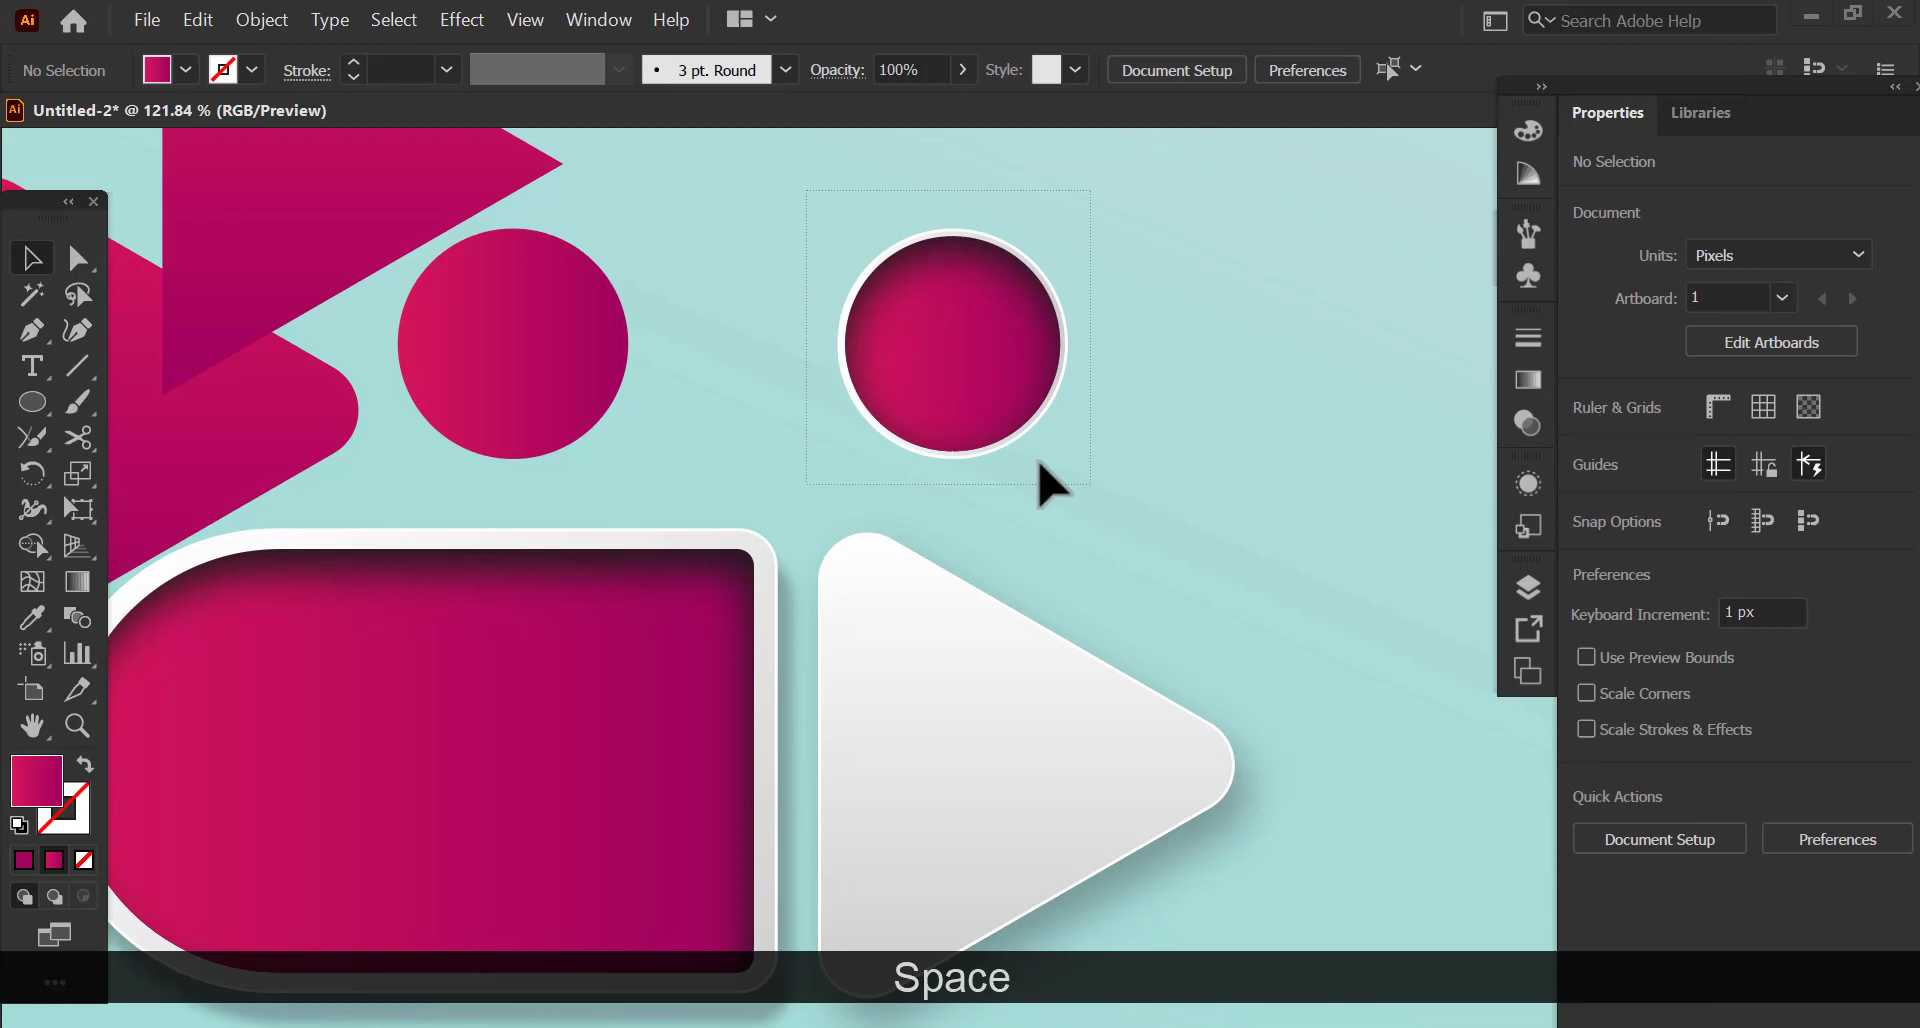 Ai File Edit Object Type Select Effect View Window Help Search Adobe Help
No Selection Stroke: 3 pt. Round Opacity: 100% Style: Document Setup Preferences
Ai Untitled-2* @ 121.84 % (RGB/Preview)
Properties Libraries
No Selection
Document
Units: Pixels
Artboard: 1
Edit Artboards
Ruler & Grids
Guides
Snap Options
Preferences
Keyboard Increment: 1 px
Use Preview Bounds
Scale Corners
Scale Strokes & Effects
Quick Actions
Document Setup Preferences
Space